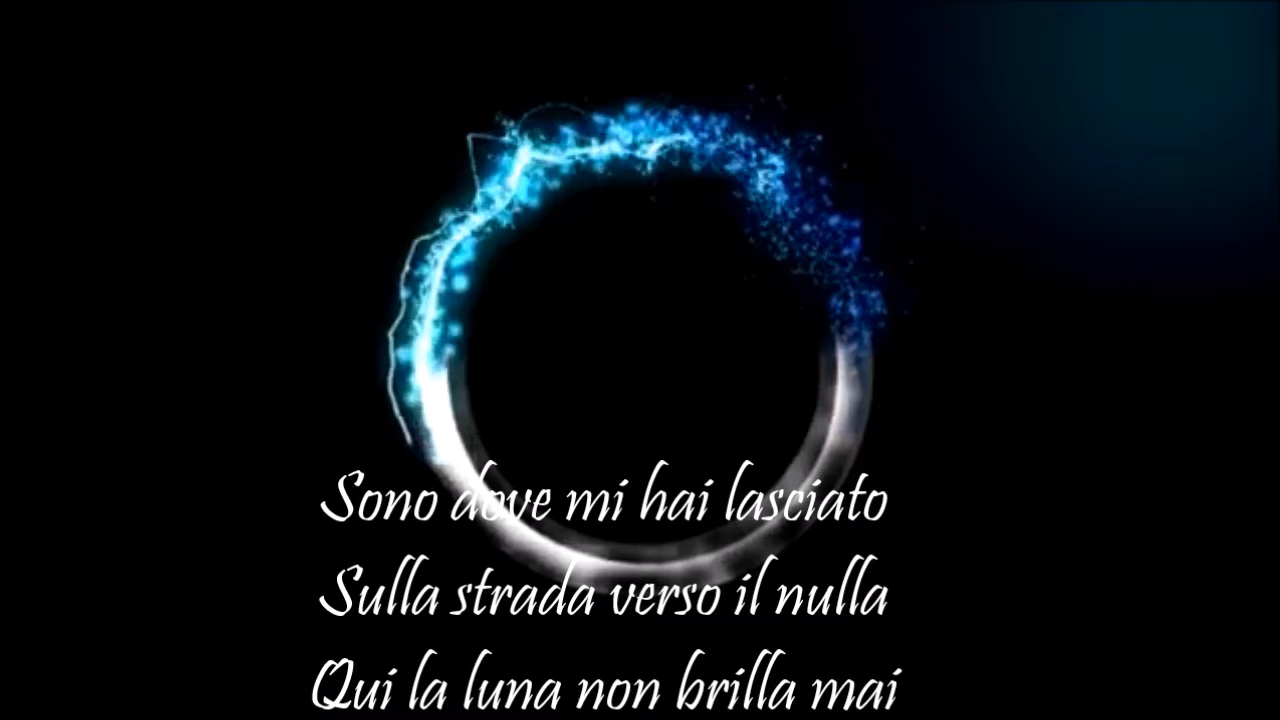 Sono dove mi hai lasciato
Sulla strada verso il nulla
Qui la luna non brilla mai